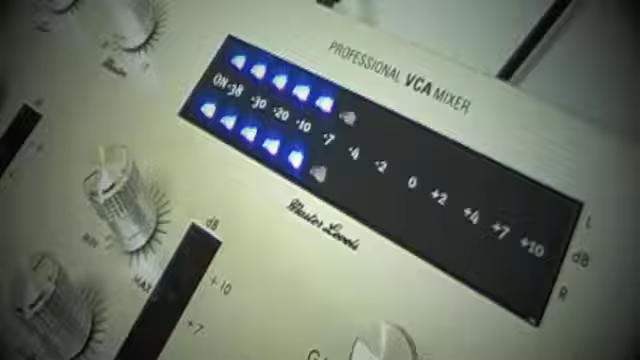 PROFESSIONAL VCA MIXER
ON -38 -30 -20 -10 -7 -4 -2 0 +2 +4 +7 +10
L
dB
R
Master Levels
dB
+10
+7
MAX